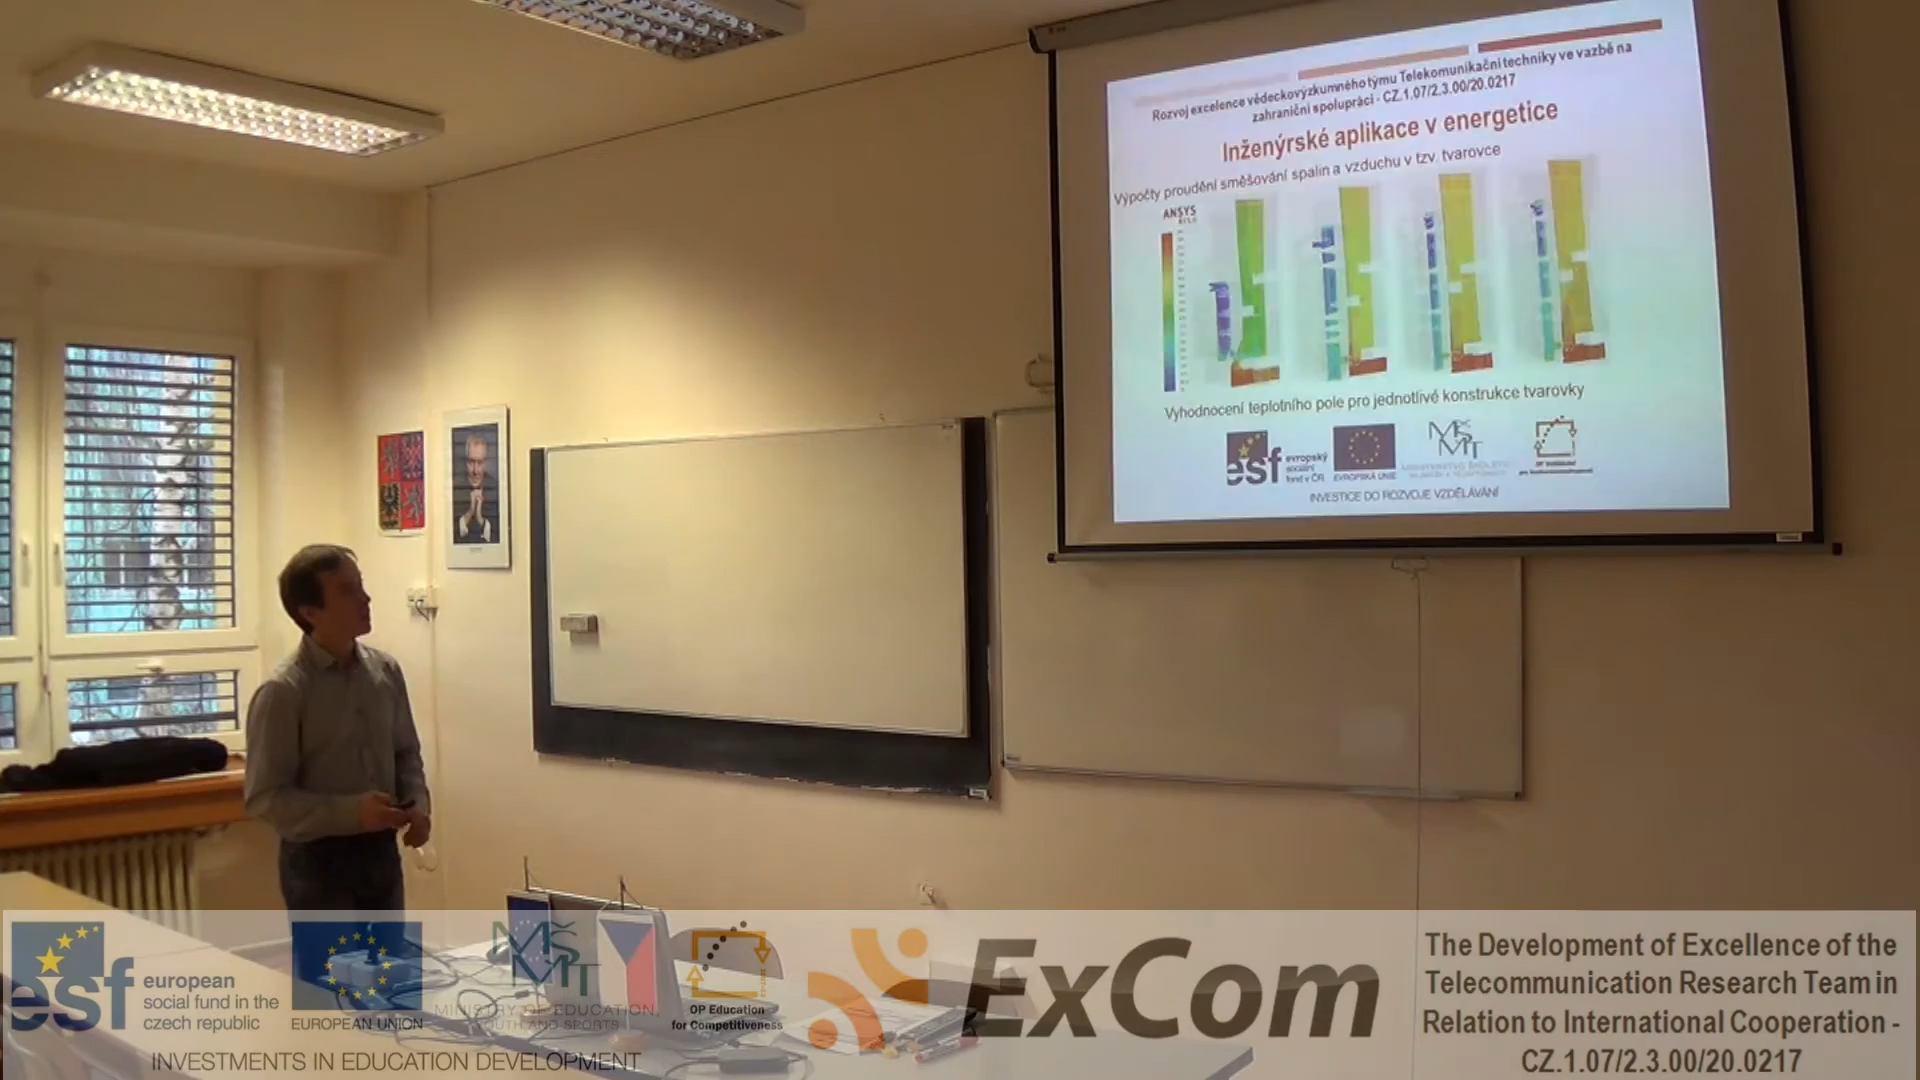 Rozvoj excelence vědeckovýzkumného týmu Telekomunikační techniky ve vazbě na
zahraniční spolupráci - CZ.1.07/2.3.00/20.0217
Inženýrské aplikace v energetice
Výpočty proudění směšování spalin a vzduchu v tzv. tvarovce
ANSYS
Vyhodnocení teplotního pole pro jednotlivé konstrukce tvarovky
esf
evropský
sociální
fond v ČR
EVROPSKÁ UNIE
INVESTICE DO ROZVOJE VZDĚLÁVÁNÍ
esf
european
social fund in the
czech republic
EUROPEAN UNION
MINISTRY OF EDUCATION,
YOUTH AND SPORTS
OP Education
for Competitiveness
INVESTMENTS IN EDUCATION DEVELOPMENT
ExCom
The Development of Excellence of the
Telecommunication Research Team in
Relation to International Cooperation -
CZ.1.07/2.3.00/20.0217